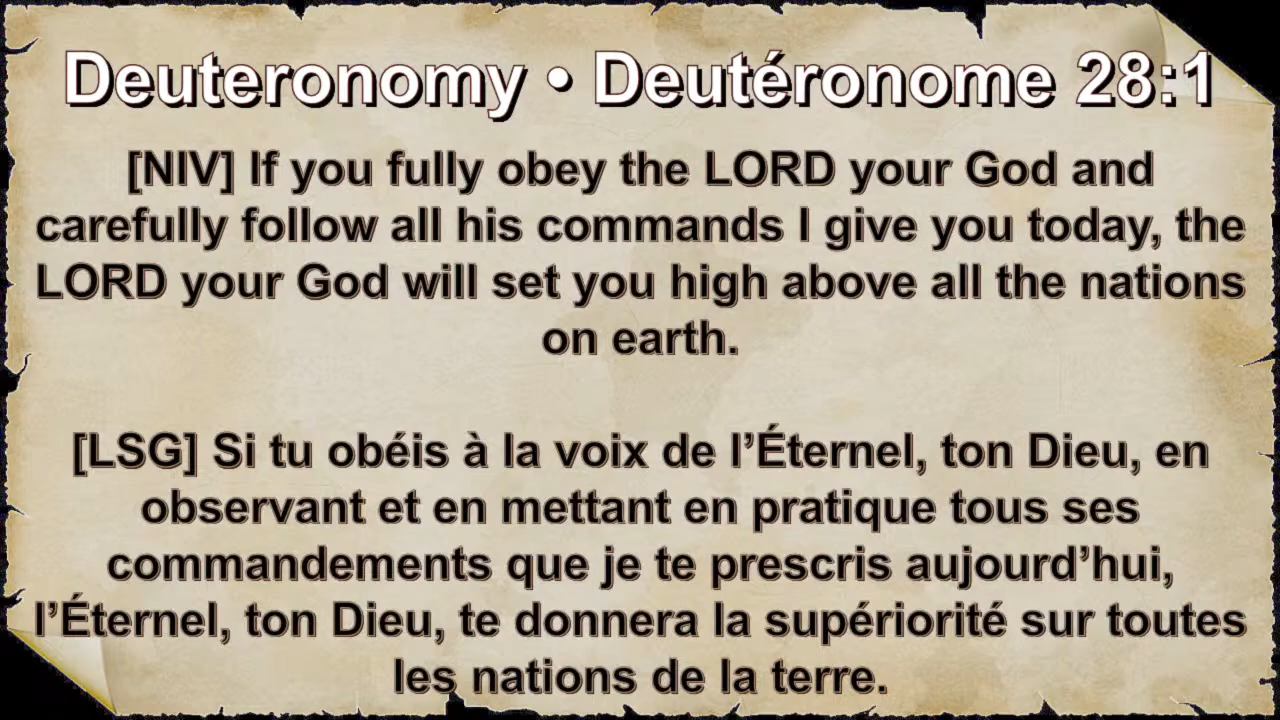 Deuteronomy • Deutéronome 28:1
[NIV] If you fully obey the LORD your God and
carefully follow all his commands I give you today, the
LORD your God will set you high above all the nations
on earth.
[LSG] Si tu obéis à la voix de l’Éternel, ton Dieu, en
observant et en mettant en pratique tous ses
commandements que je te prescris aujourd’hui,
l’Éternel, ton Dieu, te donnera la supériorité sur toutes
les nations de la terre.